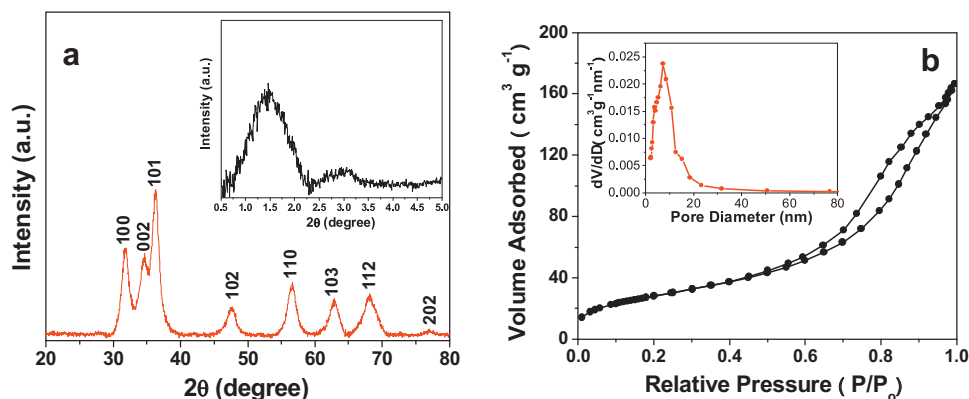 a
Intensity (a.u.)
100
002
101
102
110
103
112
202
20 30 40 50 60 70 80
2θ (degree)
Intensity (a.u.)
0.5 1.0 1.5 2.0 2.5 3.0 3.5 4.0 4.5 5.0
2θ (degree)
b
Volume Adsorbed ( cm³ g⁻¹)
200
160
120
80
40
0
0.0 0.2 0.4 0.6 0.8 1.0
Relative Pressure ( P/Pₒ)
dV/dD( cm³g⁻¹nm⁻¹)
0.025
0.020
0.015
0.010
0.005
0.000
0 20 40 60 80
Pore Diameter (nm)